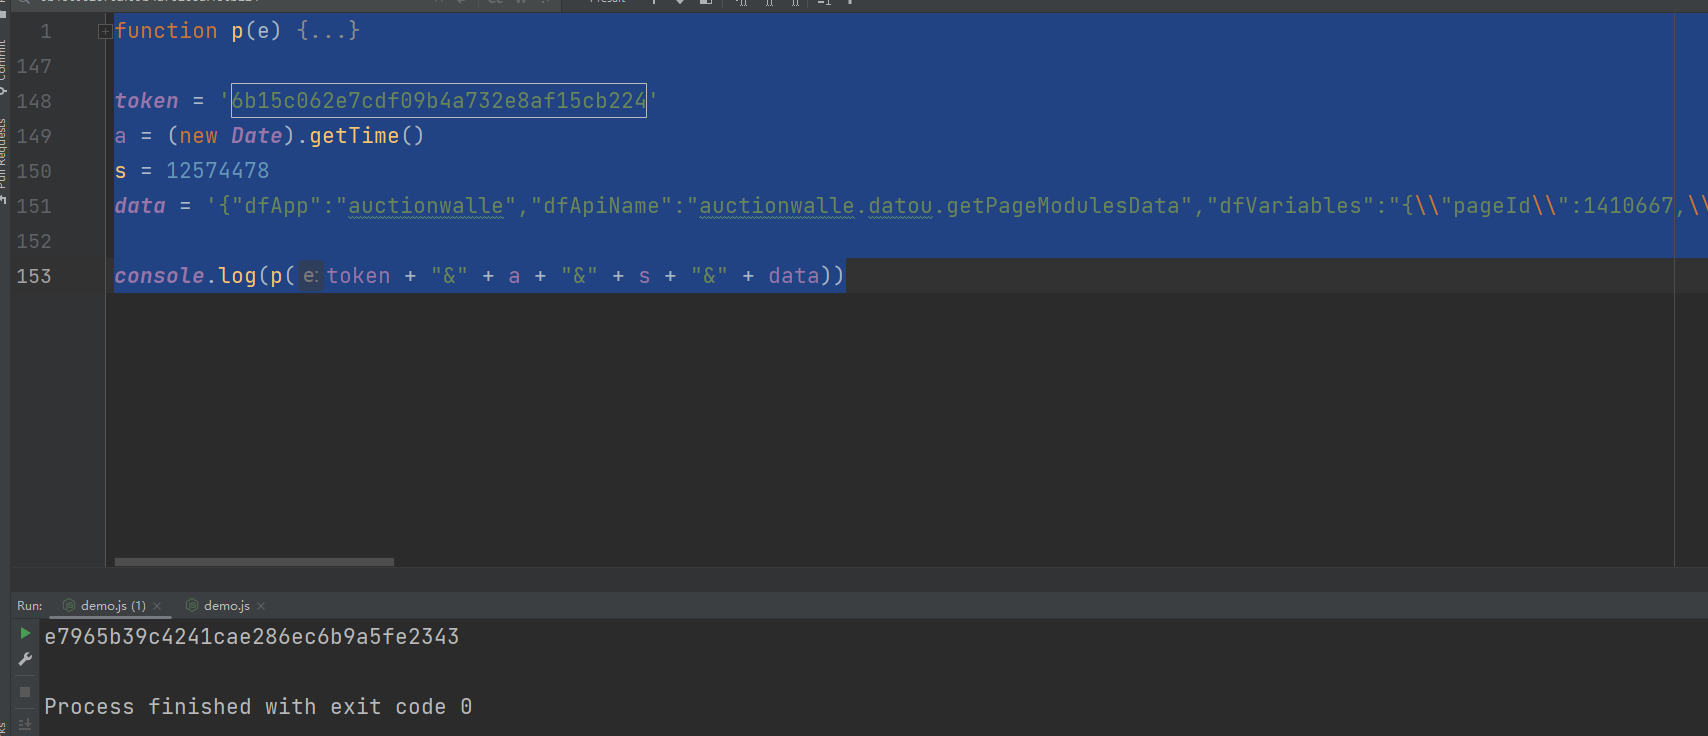 1 function p(e) {...}
147
148 token = '6b15c062e7cdf09b4a732e8af15cb224'
149 a = (new Date).getTime()
150 s = 12574478
151 data = '{"dfApp":"auctionwalle","dfApiName":"auctionwalle.datou.getPageModulesData","dfVariables":"{\\"pageId\\":1410667,\\
152
153 console.log(p( e: token + "&" + a + "&" + s + "&" + data))
Commit
Pull Requests
Run: demo.js (1) demo.js
e7965b39c4241cae286ec6b9a5fe2343
Process finished with exit code 0